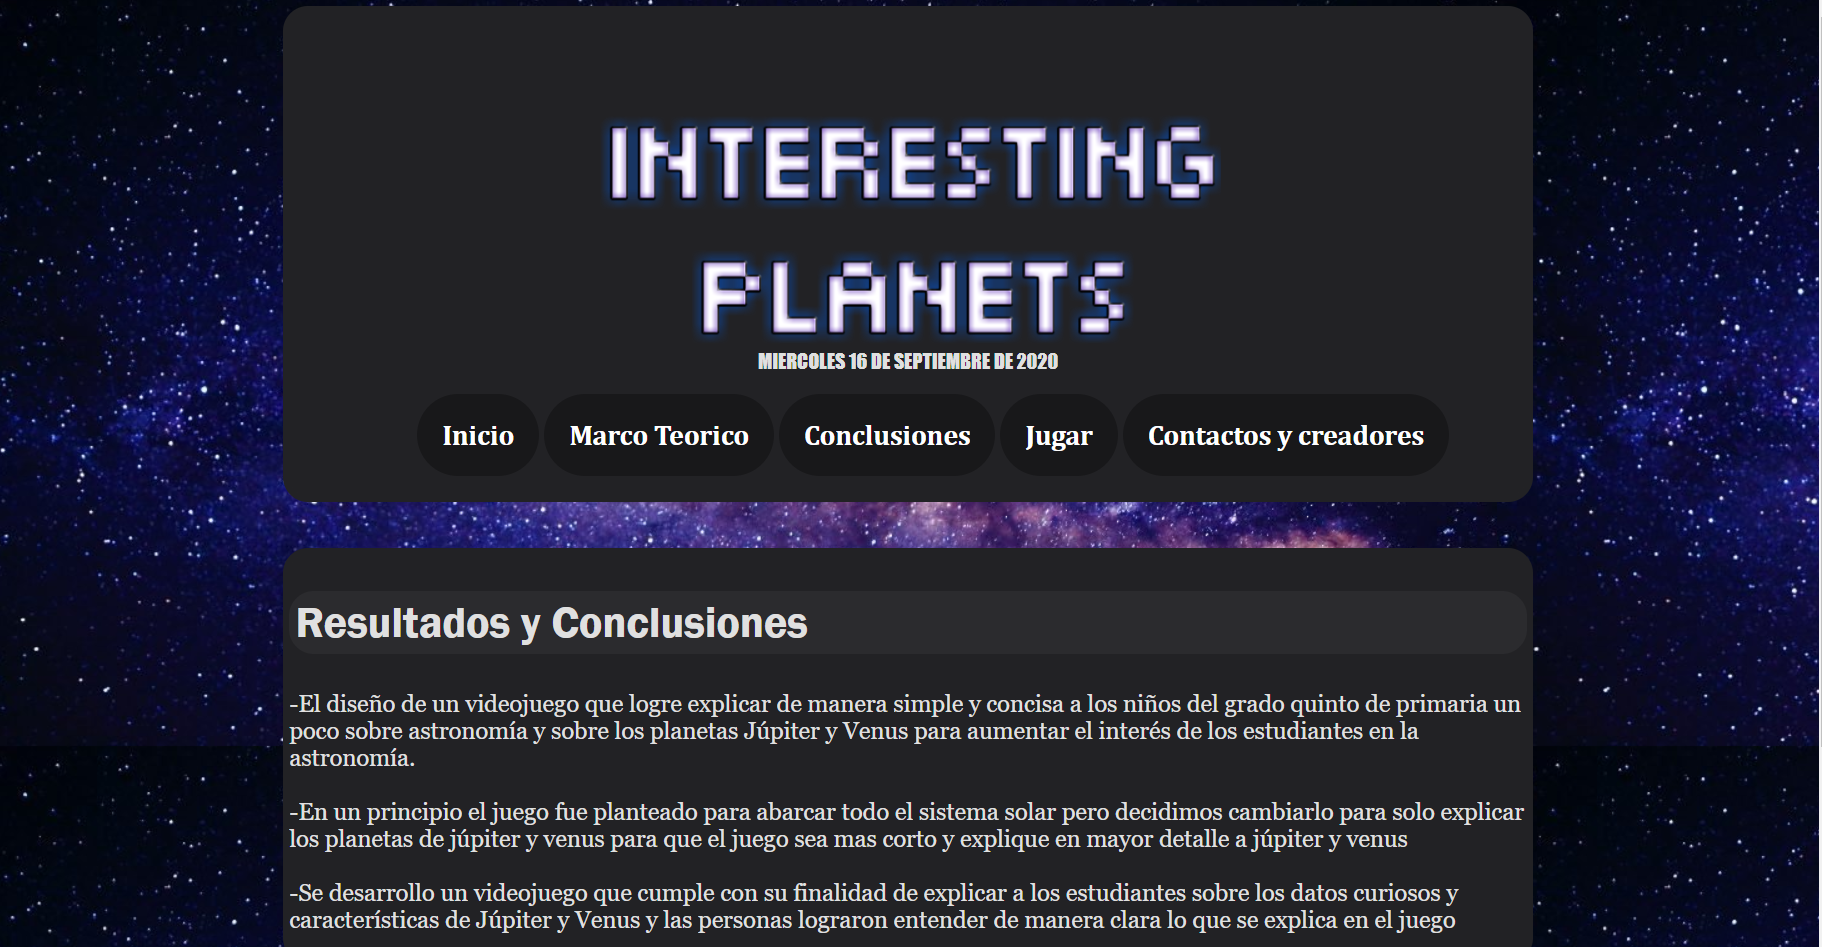 INTERESTING
PLANETS
MIERCOLES 16 DE SEPTIEMBRE DE 2020
Inicio Marco Teorico Conclusiones Jugar Contactos y creadores
Resultados y Conclusiones
-El diseño de un videojuego que logre explicar de manera simple y concisa a los niños del grado quinto de primaria un
poco sobre astronomía y sobre los planetas Júpiter y Venus para aumentar el interés de los estudiantes en la
astronomía.
-En un principio el juego fue planteado para abarcar todo el sistema solar pero decidimos cambiarlo para solo explicar
los planetas de júpiter y venus para que el juego sea mas corto y explique en mayor detalle a júpiter y venus
-Se desarrollo un videojuego que cumple con su finalidad de explicar a los estudiantes sobre los datos curiosos y
características de Júpiter y Venus y las personas lograron entender de manera clara lo que se explica en el juego